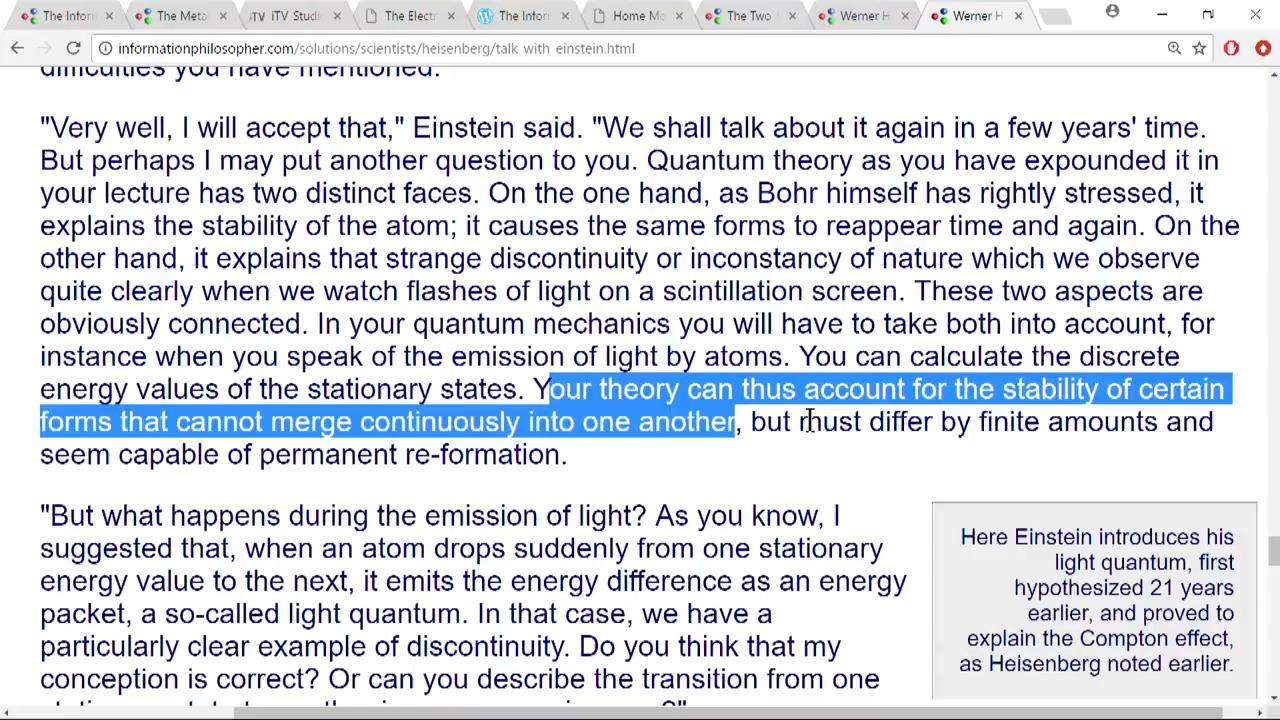 The Inform
The Meta
iTV iTV Studi
The Electr
The Infor
Home Mo
The Two
Werner H
Werner H
informationphilosopher.com/solutions/scientists/heisenberg/talk with einstein.html
difficulties you have mentioned.
"Very well, I will accept that," Einstein said. "We shall talk about it again in a few years' time.
But perhaps I may put another question to you. Quantum theory as you have expounded it in
your lecture has two distinct faces. On the one hand, as Bohr himself has rightly stressed, it
explains the stability of the atom; it causes the same forms to reappear time and again. On the
other hand, it explains that strange discontinuity or inconstancy of nature which we observe
quite clearly when we watch flashes of light on a scintillation screen. These two aspects are
obviously connected. In your quantum mechanics you will have to take both into account, for
instance when you speak of the emission of light by atoms. You can calculate the discrete
energy values of the stationary states. Your theory can thus account for the stability of certain
forms that cannot merge continuously into one another, but must differ by finite amounts and
seem capable of permanent re-formation.
"But what happens during the emission of light? As you know, I
suggested that, when an atom drops suddenly from one stationary
energy value to the next, it emits the energy difference as an energy
packet, a so-called light quantum. In that case, we have a
particularly clear example of discontinuity. Do you think that my
conception is correct? Or can you describe the transition from one
Here Einstein introduces his
light quantum, first
hypothesized 21 years
earlier, and proved to
explain the Compton effect,
as Heisenberg noted earlier.